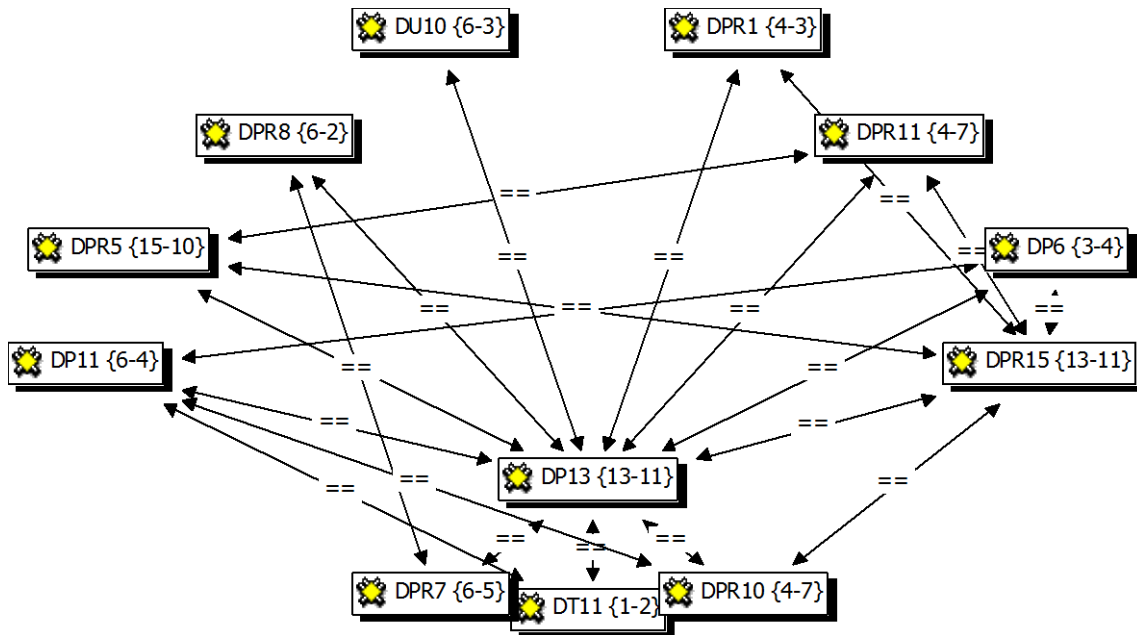 DU10 {6-3}
DPR1 {4-3}
DPR8 {6-2}
DPR11 {4-7}
==
==
DPR5 {15-10}
==
==
==
DP6 {3-4}
==
==
==
==
==
DP11 {6-4}
==
DPR15 {13-11}
==
==
DP13 {13-11}
==
==
==
==
==
==
==
DPR7 {6-5}
DT11 {1-2}
DPR10 {4-7}